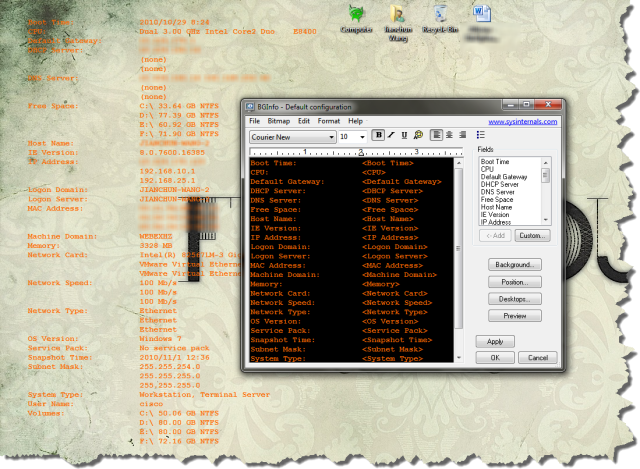 Computer
Jianchun Wang
Recycle Bin
Boot Time: 2010/10/29 8:24
CPU: Dual 3.00 GHz Intel Core2 Duo E8400
Default Gateway:
DHCP Server:
(none)
(none)
DNS Server:
(none)
(none)
Free Space: C:\ 33.64 GB NTFS
D:\ 77.39 GB NTFS
E:\ 60.92 GB NTFS
F:\ 71.90 GB NTFS
Host Name: JIANCHUN-WANG-2
IE Version: 8.0.7600.16385
IP Address:
192.168.10.1
192.168.25.1
Logon Domain: JIANCHUN-WANG-2
Logon Server: JIANCHUN-WANG
MAC Address:
Machine Domain: WEBEXHZ
Memory: 3328 MB
Network Card: Intel(R) 82567LM-3 Gi
VMware Virtual Etherne
VMware Virtual Etherne
Network Speed: 100 Mb/s
100 Mb/s
100 Mb/s
Network Type: Ethernet
Ethernet
Ethernet
OS Version: Windows 7
Service Pack: No service pack
Snapshot Time: 2010/11/1 12:36
Subnet Mask: 255.255.254.0
255.255.255.0
255.255.255.0
System Type: Workstation, Terminal Server
User Name: cisco
Volumes: C:\ 50.06 GB NTFS
D:\ 80.00 GB NTFS
E:\ 80.00 GB NTFS
F:\ 72.16 GB NTFS
BGInfo - Default configuration
File Bitmap Edit Format Help
www.sysinternals.com
Courier New 10 B I U
1 2 3
Boot Time: <Boot Time>
CPU: <CPU>
Default Gateway: <Default Gateway>
DHCP Server: <DHCP Server>
DNS Server: <DNS Server>
Free Space: <Free Space>
Host Name: <Host Name>
IE Version: <IE Version>
IP Address: <IP Address>
Logon Domain: <Logon Domain>
Logon Server: <Logon Server>
MAC Address: <MAC Address>
Machine Domain: <Machine Domain>
Memory: <Memory>
Network Card: <Network Card>
Network Speed: <Network Speed>
Network Type: <Network Type>
OS Version: <OS Version>
Service Pack: <Service Pack>
Snapshot Time: <Snapshot Time>
Subnet Mask: <Subnet Mask>
System Type: <System Type>
Fields
Boot Time
CPU
Default Gateway
DHCP Server
DNS Server
Free Space
Host Name
IE Version
IP Address
<- Add Custom...
Background...
Position...
Desktops...
Preview
Apply
OK Cancel